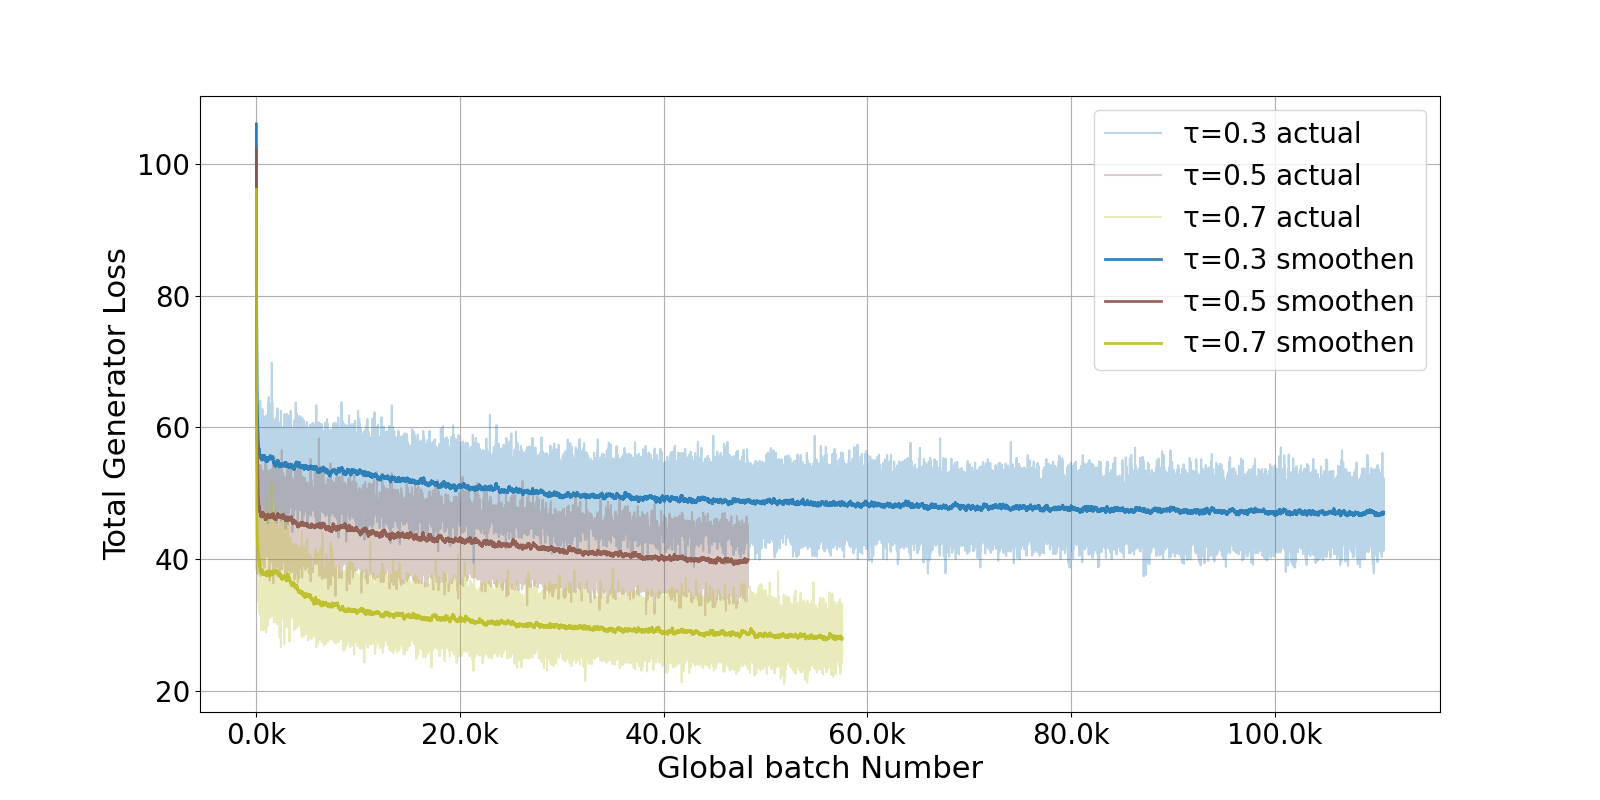 τ=0.3 actual
τ=0.5 actual
τ=0.7 actual
τ=0.3 smoothen
τ=0.5 smoothen
τ=0.7 smoothen
100
80
60
40
20
Total Generator Loss
0.0k 20.0k 40.0k 60.0k 80.0k 100.0k
Global batch Number